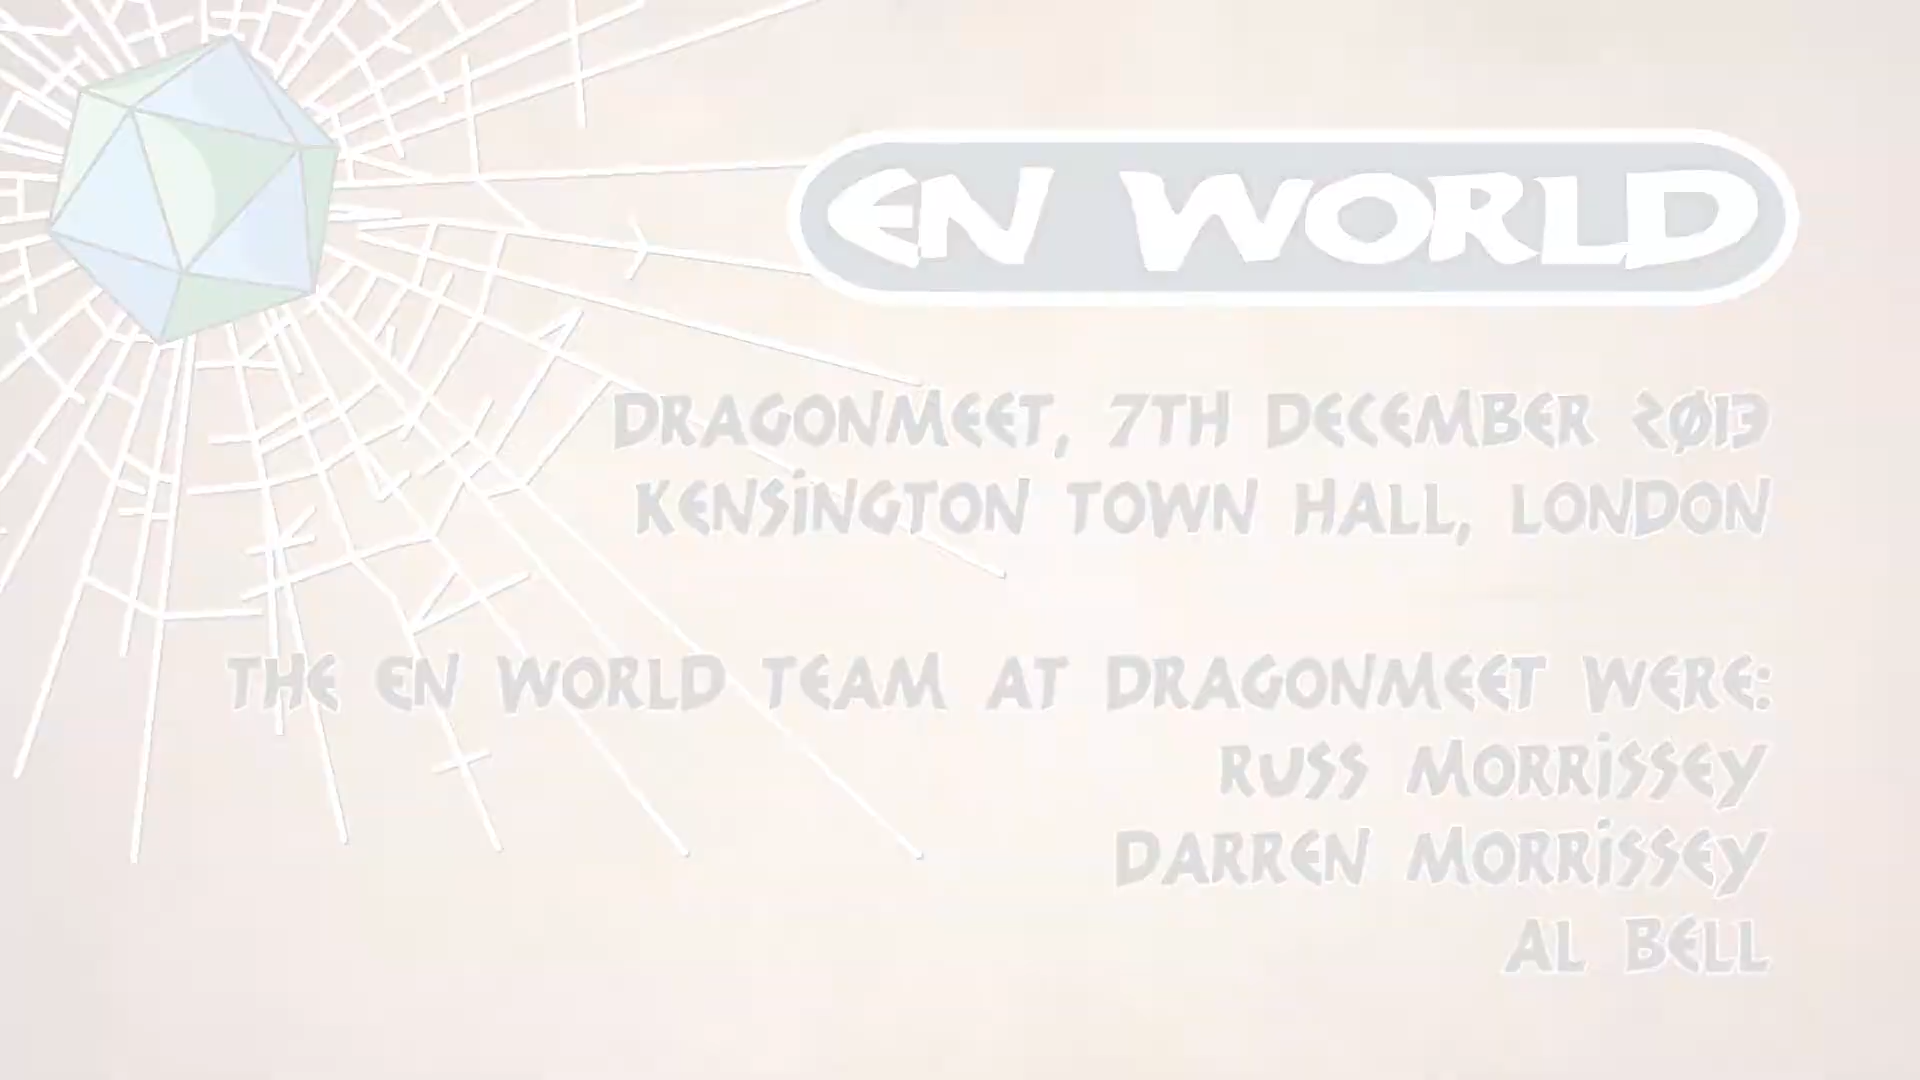 EN WORLD
DRAGONMEET, 7TH DECEMBER 2013
KENSINGTON TOWN HALL, LONDON
THE EN WORLD TEAM AT DRAGONMEET WERE:
RUSS MORRISSEY
DARREN MORRISSEY
AL BELL